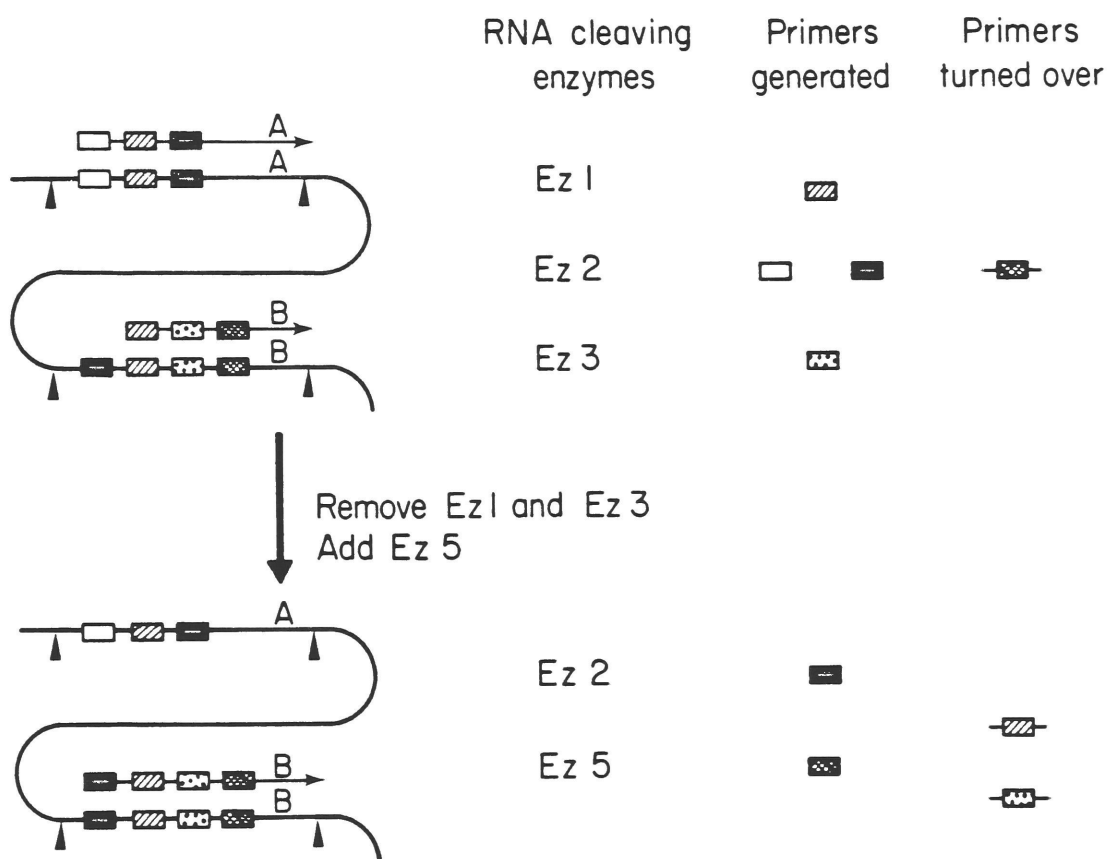 RNA cleaving enzymes
Primers generated
Primers turned over
A
A
Ez 1
Ez 2
B
B
Ez 3
Remove Ez1 and Ez 3
Add Ez 5
A
Ez 2
B
Ez 5
B